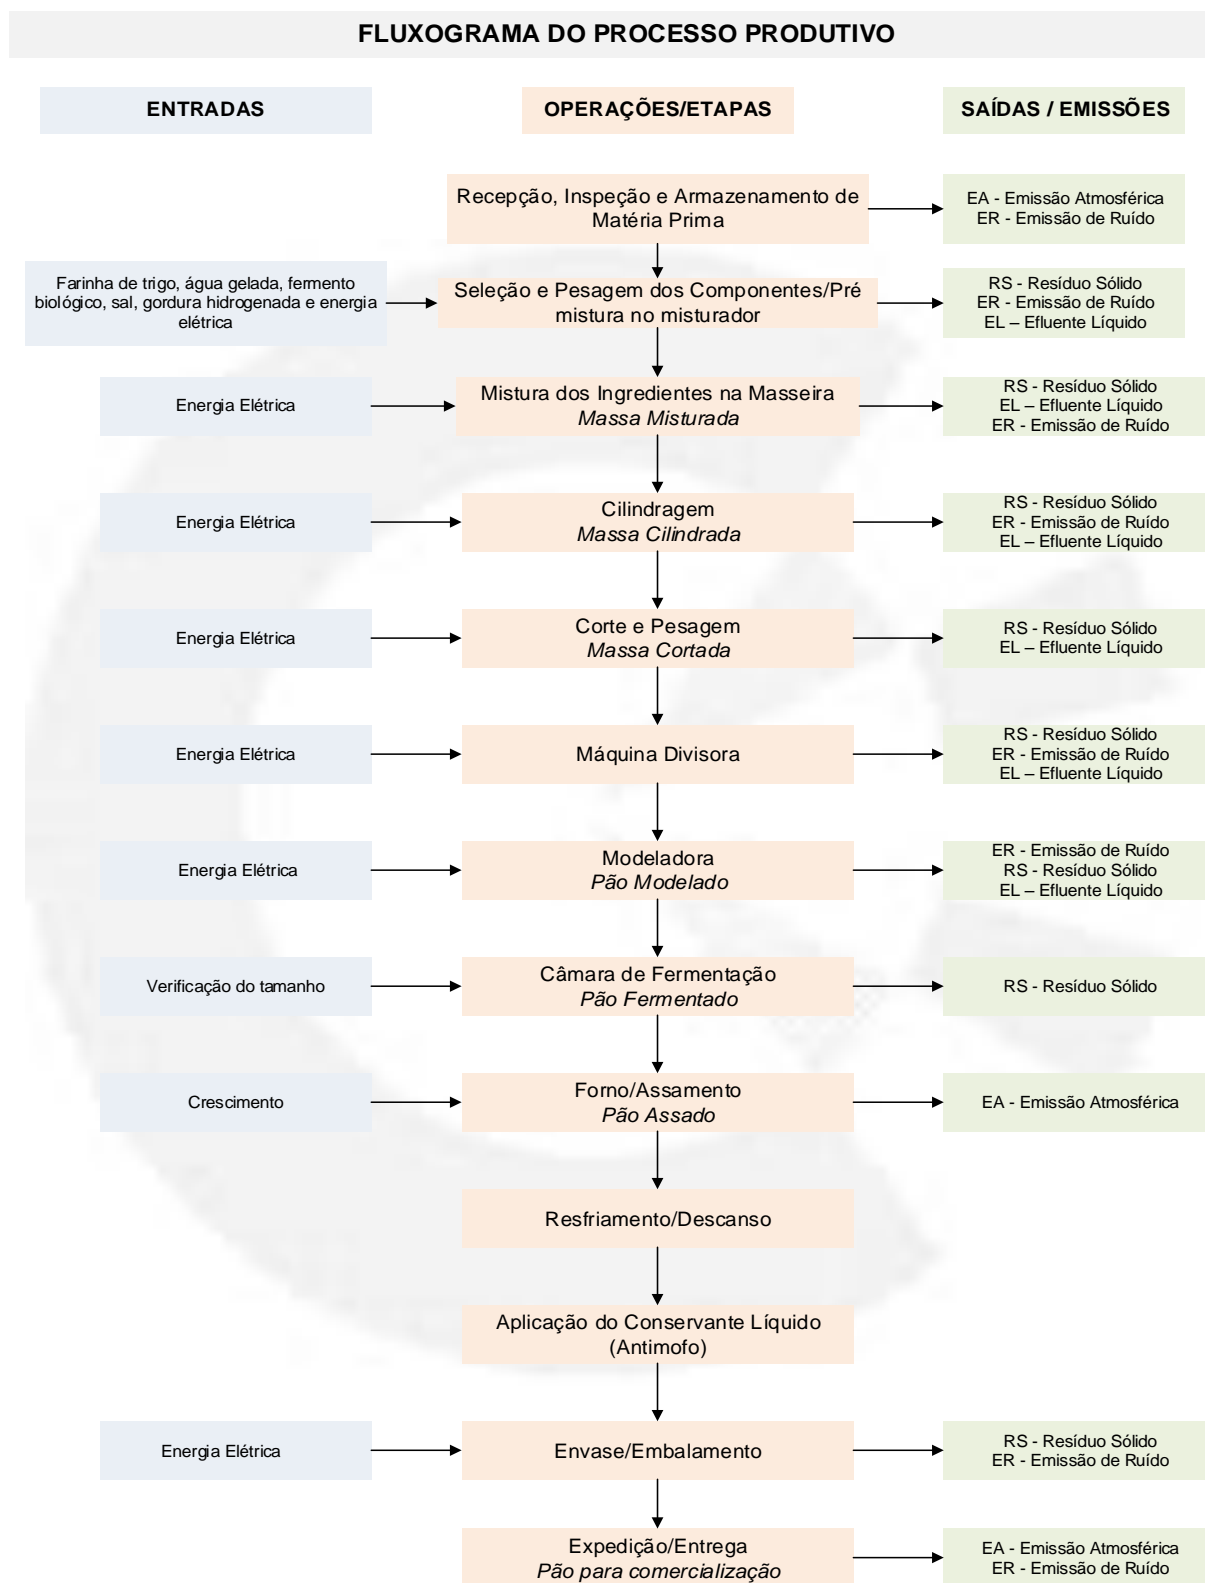 FLUXOGRAMA DO PROCESSO PRODUTIVO
ENTRADAS
OPERAÇÕES/ETAPAS
SAÍDAS / EMISSÕES
Recepção, Inspeção e Armazenamento de
Matéria Prima
EA - Emissão Atmosférica
ER - Emissão de Ruído
Farinha de trigo, água gelada, fermento
biológico, sal, gordura hidrogenada e energia
elétrica
Seleção e Pesagem dos Componentes/Pré
mistura no misturador
RS - Resíduo Sólido
ER - Emissão de Ruído
EL – Efluente Líquido
Energia Elétrica
Mistura dos Ingredientes na Masseira
Massa Misturada
RS - Resíduo Sólido
EL – Efluente Líquido
ER - Emissão de Ruído
Energia Elétrica
Cilindragem
Massa Cilindrada
RS - Resíduo Sólido
ER - Emissão de Ruído
EL – Efluente Líquido
Energia Elétrica
Corte e Pesagem
Massa Cortada
RS - Resíduo Sólido
EL – Efluente Líquido
Energia Elétrica
Máquina Divisora
RS - Resíduo Sólido
ER - Emissão de Ruído
EL – Efluente Líquido
Energia Elétrica
Modeladora
Pão Modelado
ER - Emissão de Ruído
RS - Resíduo Sólido
EL – Efluente Líquido
Verificação do tamanho
Câmara de Fermentação
Pão Fermentado
RS - Resíduo Sólido
Crescimento
Forno/Assamento
Pão Assado
EA - Emissão Atmosférica
Resfriamento/Descanso
Aplicação do Conservante Líquido
(Antimofo)
Energia Elétrica
Envase/Embalamento
RS - Resíduo Sólido
ER - Emissão de Ruído
Expedição/Entrega
Pão para comercialização
EA - Emissão Atmosférica
ER - Emissão de Ruído